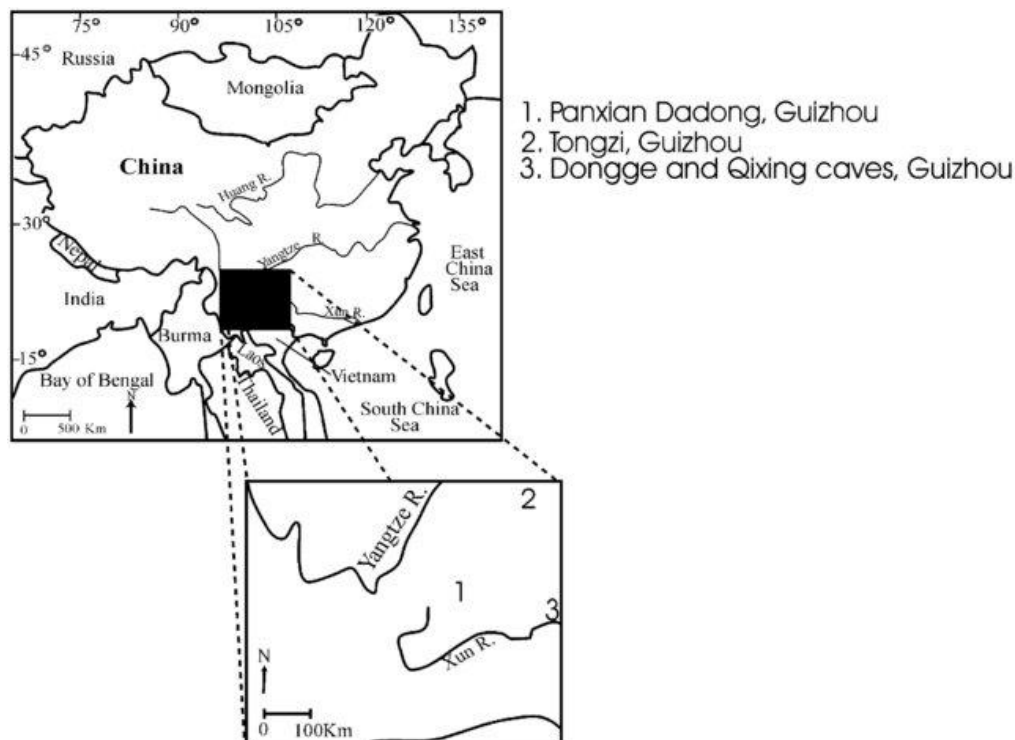 75° 90° 105° 120° 135°
45°
Russia
Mongolia
1. Panxian Dadong, Guizhou
2. Tongzi, Guizhou
3. Dongge and Qixing caves, Guizhou
China
Huang R.
30°
Yangtze R.
Nepal
East
China
Sea
India
Xun R.
Burma
15°
Laos
Bay of Bengal
Vietnam
Thailand
South China
Sea
N
0 500 Km
2
Yangtze R.
1
3
Xun R.
N
0 100Km